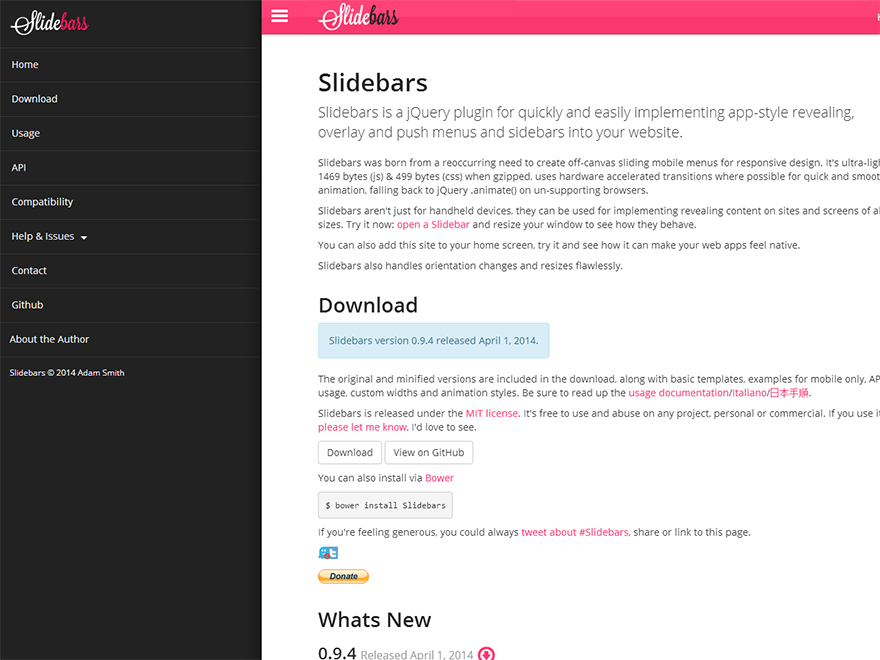 Slidebars
Home
Download
Usage
API
Compatibility
Help & Issues
Contact
Github
About the Author
Slidebars © 2014 Adam Smith
Slidebars
Slidebars
Slidebars is a jQuery plugin for quickly and easily implementing app-style revealing,
overlay and push menus and sidebars into your website.
Slidebars was born from a reoccurring need to create off-canvas sliding mobile menus for responsive design. It's
1469 bytes (js) & 499 bytes (css) when gzipped, uses hardware accelerated transitions where possible for quick and
animation, falling back to jQuery .animate() on un-supporting browsers.
Slidebars aren't just for handheld devices, they can be used for implementing revealing content on sites and screens of
sizes. Try it now: open a Slidebar and resize your window to see how they behave.
You can also add this site to your home screen, try it and see how it can make your web apps feel native.
Slidebars also handles orientation changes and resizes flawlessly.
Download
Slidebars version 0.9.4 released April 1, 2014.
The original and minified versions are included in the download, along with basic templates, examples for mobile only,
usage, custom widths and animation styles. Be sure to read up the usage documentation/Italiano/日本手順.
Slidebars is released under the MIT license. It's free to use and abuse on any project, personal or commercial. If you use
please let me know, I'd love to see.
Download View on GitHub
You can also install via Bower
$ bower install Slidebars
If you're feeling generous, you could always tweet about #Slidebars, share or link to this page.
Donate
Whats New
0.9.4 Released April 1, 2014